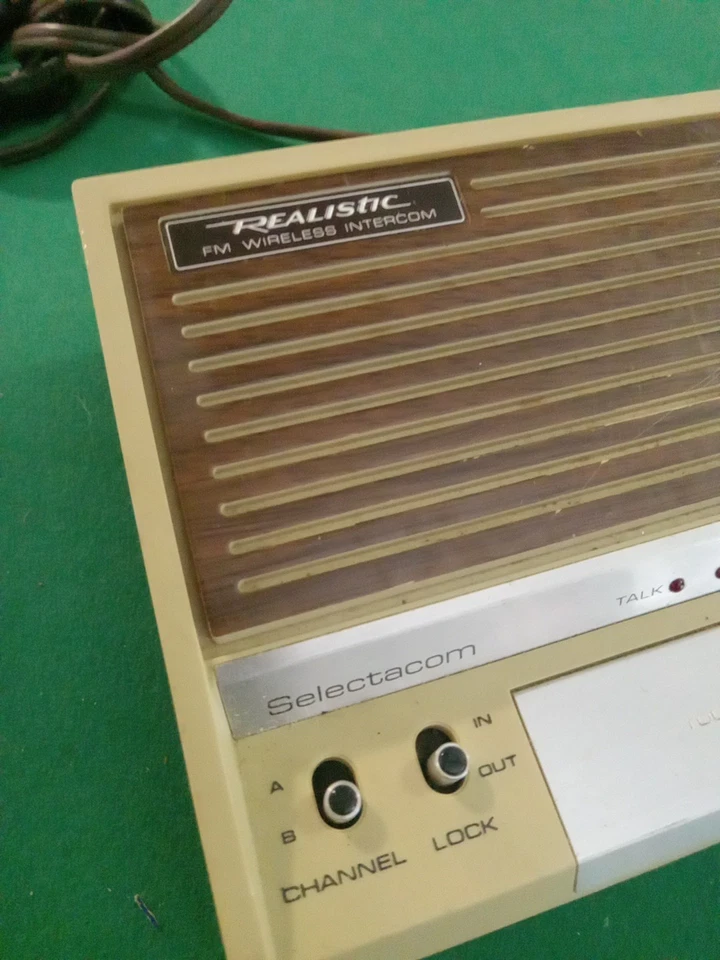 REALISTIC
FM WIRELESS INTERCOM
TALK
Selectacom
IN
A
OUT
B
CHANNEL LOCK